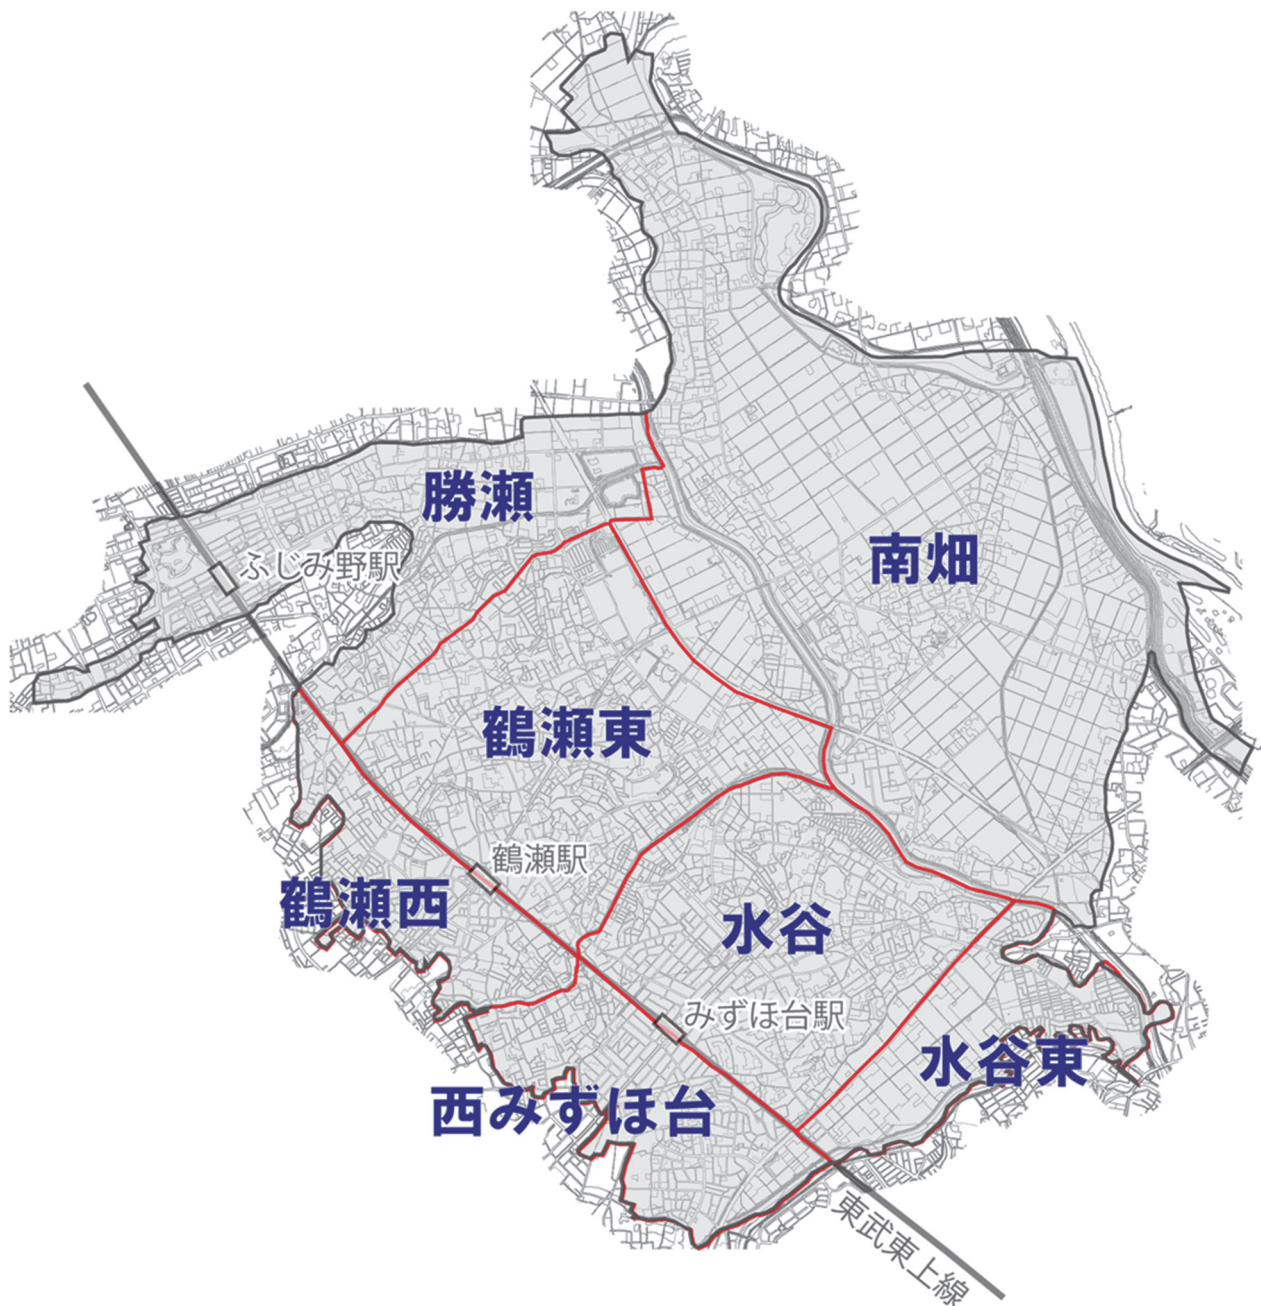 勝瀬
ふじみ野駅
南畑
鶴瀬東
鶴瀬駅
鶴瀬西
水谷
みずほ台駅
水谷東
西みずほ台
東武東上線